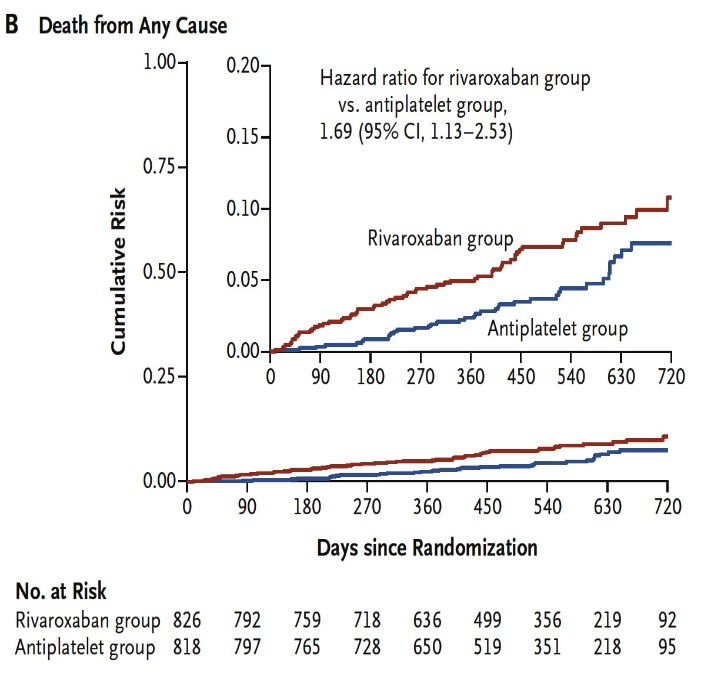 B Death from Any Cause
Cumulative Risk
1.00
0.75
0.50
0.25
0.00
0.20
0.15
0.10
0.05
0.00
Hazard ratio for rivaroxaban group
vs. antiplatelet group,
1.69 (95% CI, 1.13–2.53)
Rivaroxaban group
Antiplatelet group
0 90 180 270 360 450 540 630 720
0 90 180 270 360 450 540 630 720
Days since Randomization
No. at Risk
Rivaroxaban group 826 792 759 718 636 499 356 219 92
Antiplatelet group 818 797 765 728 650 519 351 218 95